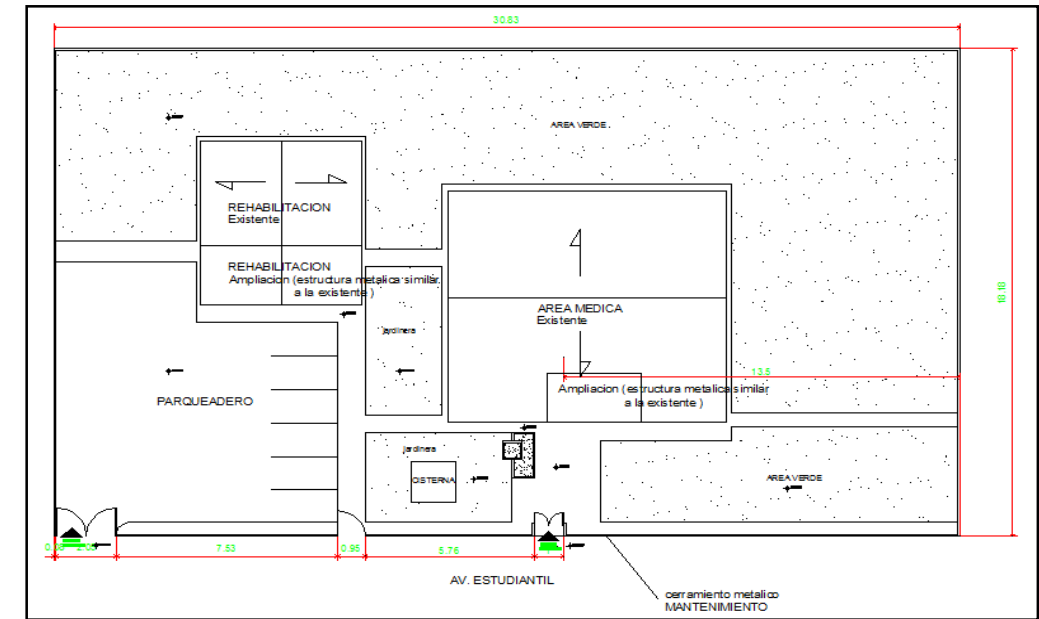 30.83
AREA VERDE.
REHABILITACION
Existente
REHABILITACION
Ampliacion (estructura metalica similar
a la existente )
jardinera
AREA MEDICA
Existente
18.18
13.5
Ampliacion ( estructura metalica similar
a la existente )
PARQUEADERO
jardinera
CISTERNA
AREA VERDE
7.53
0.95
5.76
AV. ESTUDIANTIL
cerramiento metalico
MANTENIMIENTO